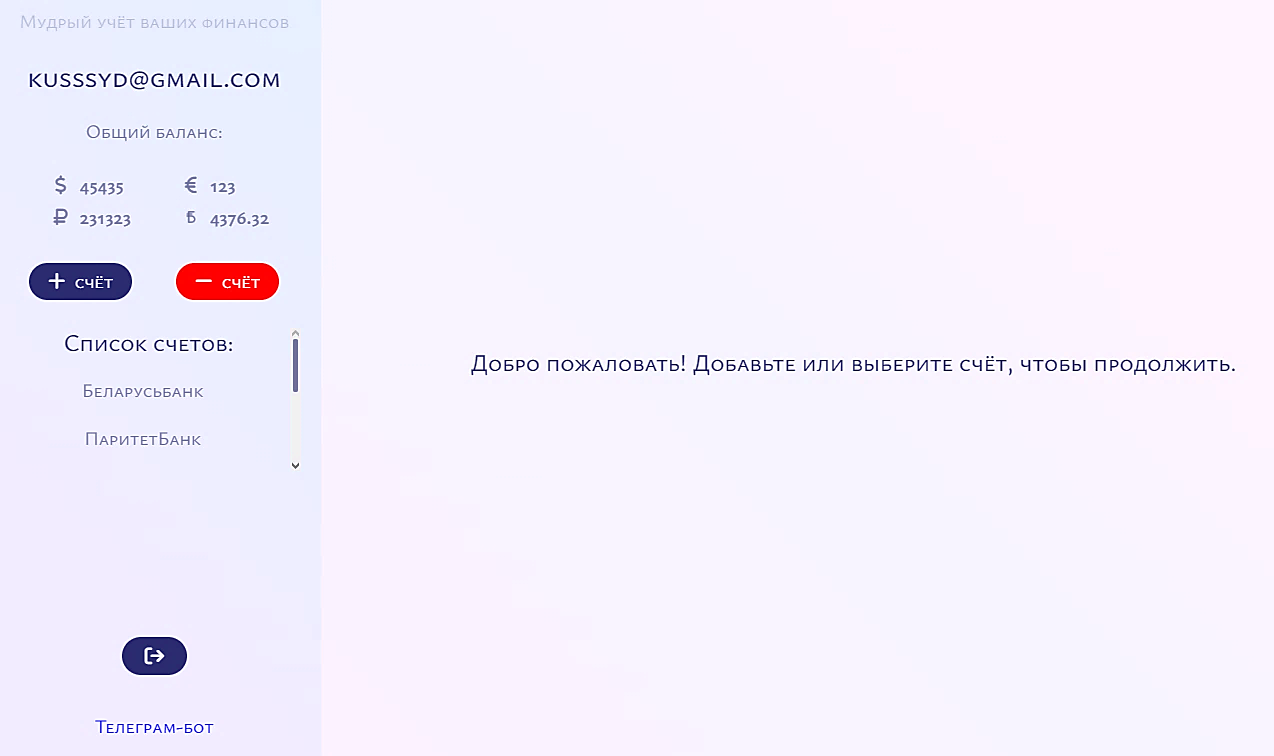 Мудрый учёт ваших финансов
kusssyd@gmail.com
Общий баланс:
$ 45435 € 123
₽ 231323 Ƃ 4376.32
+ счёт − счёт
Список счетов:
Беларусьбанк
ПаритетБанк
Добро пожаловать! Добавьте или выберите счёт, чтобы продолжить.
Телеграм-бот